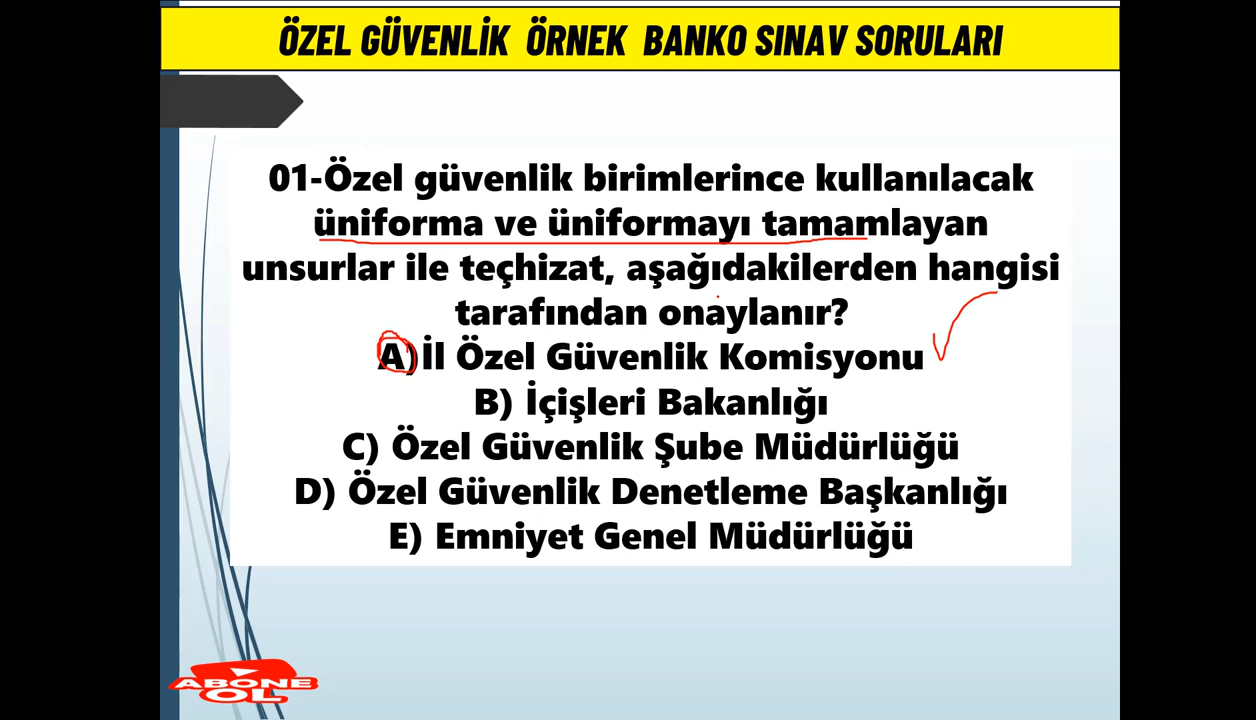 ÖZEL GÜVENLİK ÖRNEK BANKO SINAV SORULARI
01-Özel güvenlik birimlerince kullanılacak
üniforma ve üniformayı tamamlayan
unsurlar ile teçhizat, aşağıdakilerden hangisi
tarafından onaylanır?
A)İl Özel Güvenlik Komisyonu
B) İçişleri Bakanlığı
C) Özel Güvenlik Şube Müdürlüğü
D) Özel Güvenlik Denetleme Başkanlığı
E) Emniyet Genel Müdürlüğü
ABONE
OL